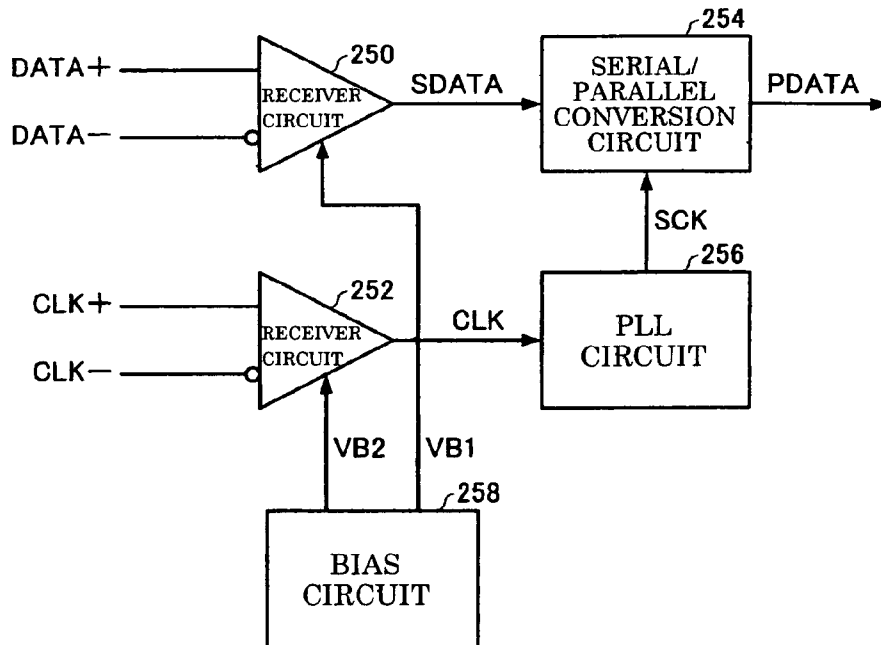 250
DATA+
DATA−
RECEIVER
CIRCUIT
SDATA
254
SERIAL/
PARALLEL
CONVERSION
CIRCUIT
PDATA
SCK
252
CLK+
CLK−
RECEIVER
CIRCUIT
CLK
256
PLL
CIRCUIT
VB2
VB1
258
BIAS
CIRCUIT